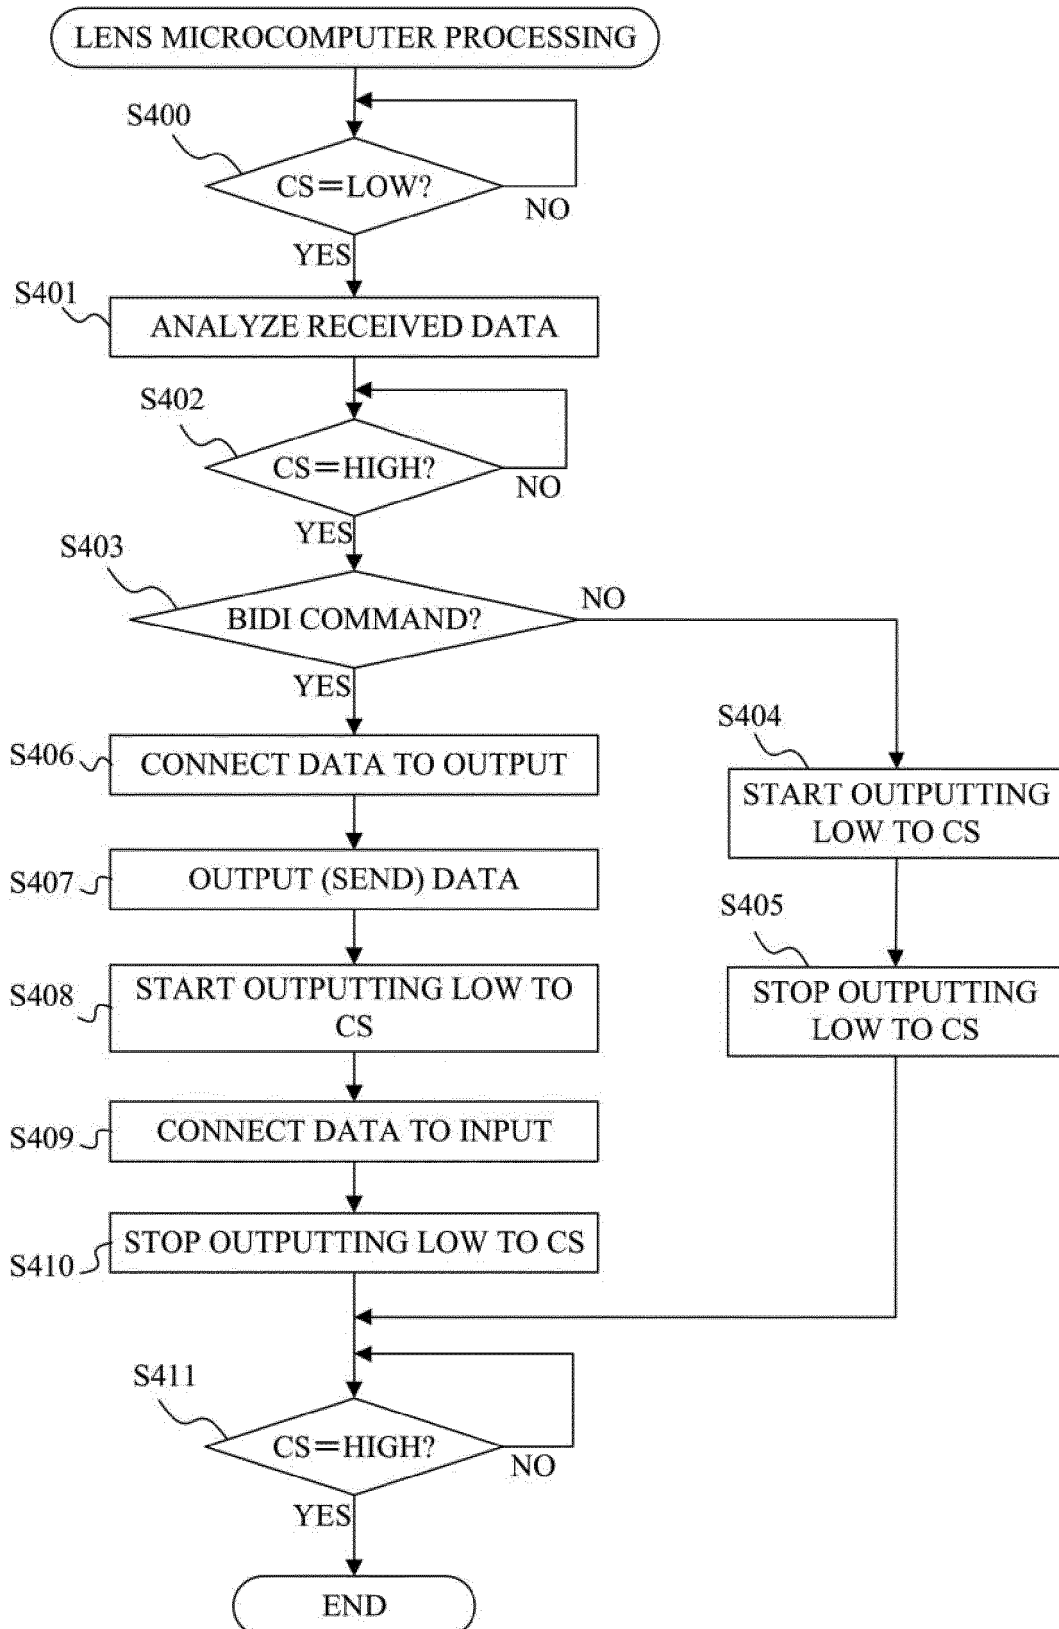 LENS MICROCOMPUTER PROCESSING
S400
CS=LOW?
NO
YES
S401
ANALYZE RECEIVED DATA
S402
CS=HIGH?
NO
YES
S403
BIDI COMMAND?
NO
YES
S406
CONNECT DATA TO OUTPUT
S404
START OUTPUTTING
LOW TO CS
S407
OUTPUT (SEND) DATA
S405
STOP OUTPUTTING
LOW TO CS
S408
START OUTPUTTING LOW TO
CS
S409
CONNECT DATA TO INPUT
S410
STOP OUTPUTTING LOW TO CS
S411
CS=HIGH?
NO
YES
END